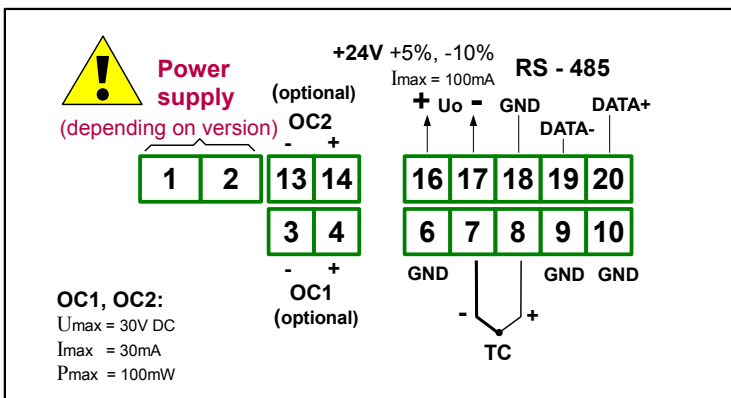 +24V +5%, -10%
Imax = 100mA
RS - 485
Power
supply
(depending on version)
(optional)
OC2
- +
+ Uo - GND DATA- DATA+
1 2 13 14 16 17 18 19 20
3 4 6 7 8 9 10
- +
OC1
(optional)
GND GND GND
- +
TC
OC1, OC2:
Umax = 30V DC
Imax = 30mA
Pmax = 100mW